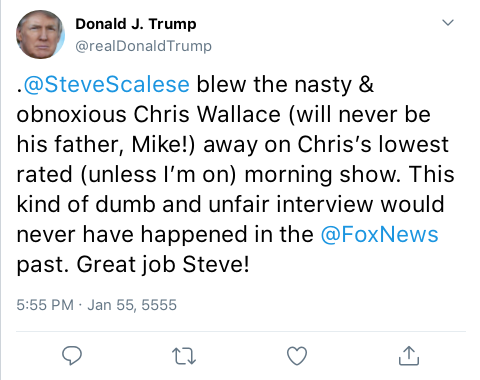 Donald J. Trump
@realDonaldTrump
.@SteveScalese blew the nasty &
obnoxious Chris Wallace (will never be
his father, Mike!) away on Chris’s lowest
rated (unless I’m on) morning show. This
kind of dumb and unfair interview would
never have happened in the @FoxNews
past. Great job Steve!
5:55 PM · Jan 55, 5555